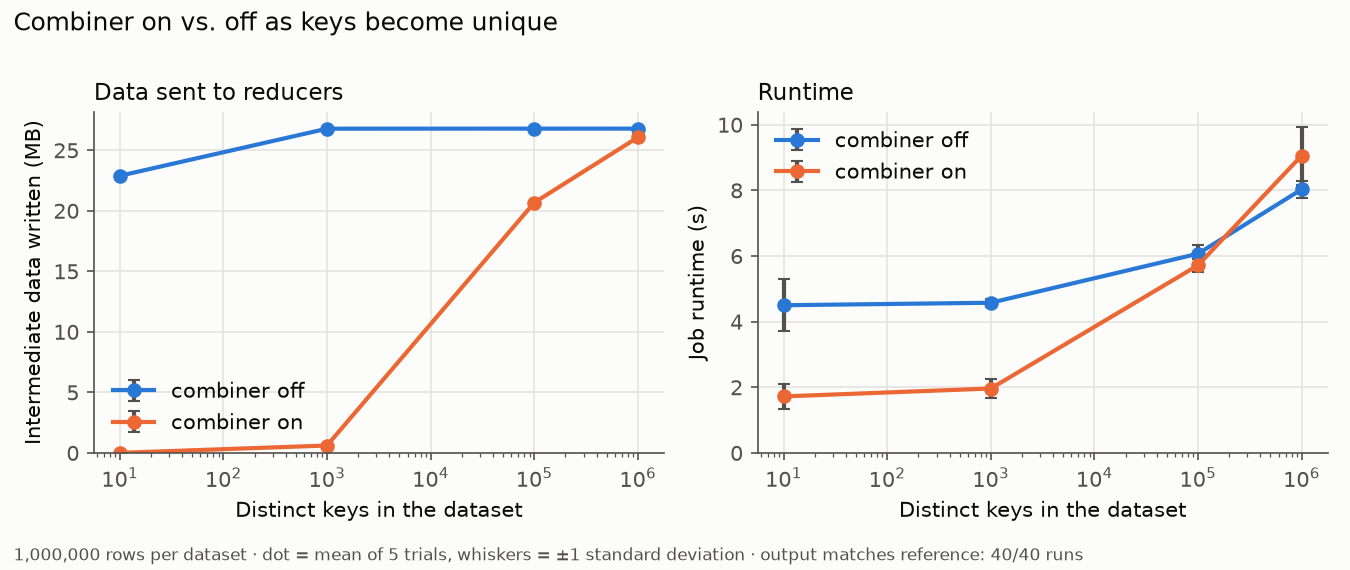 Combiner on vs. off as keys become unique
Data sent to reducers
Intermediate data written (MB)
25
20
15
10
5
0
combiner off
combiner on
10¹
10²
10³
10⁴
10⁵
10⁶
Distinct keys in the dataset
Runtime
Job runtime (s)
10
8
6
4
2
0
combiner off
combiner on
10¹
10²
10³
10⁴
10⁵
10⁶
Distinct keys in the dataset
1,000,000 rows per dataset · dot = mean of 5 trials, whiskers = ±1 standard deviation · output matches reference: 40/40 runs